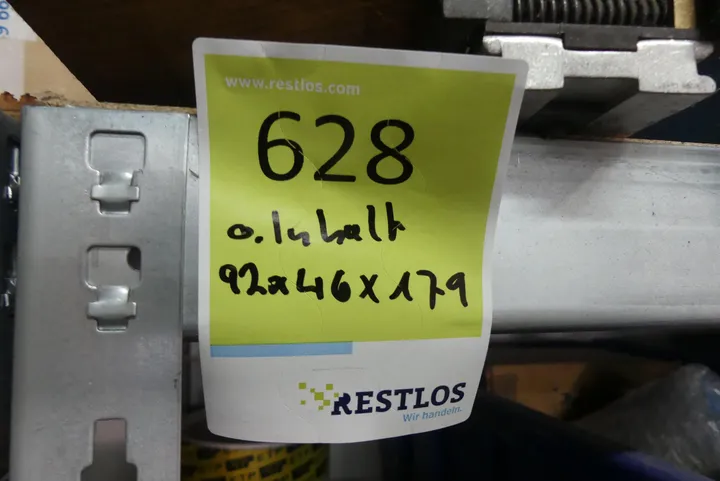 www.restlos.com
628
o. Inhalt
92x46x179
RESTLOS
Wir handeln.